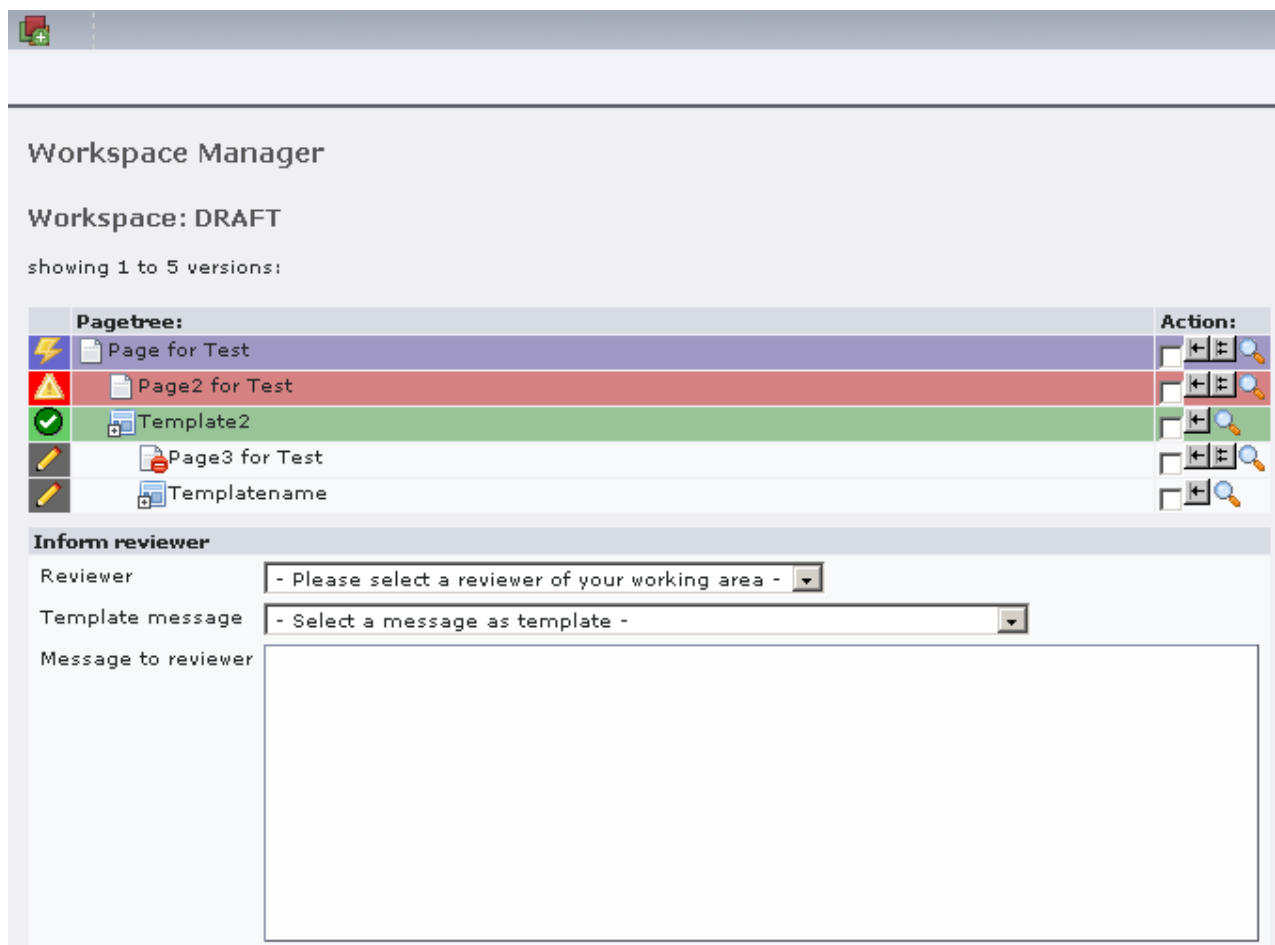 Workspace Manager
Workspace: DRAFT
showing 1 to 5 versions:
Pagetree: Action:
Page for Test
Page2 for Test
Template2
Page3 for Test
Templatename
Inform reviewer
Reviewer - Please select a reviewer of your working area -
Template message - Select a message as template -
Message to reviewer